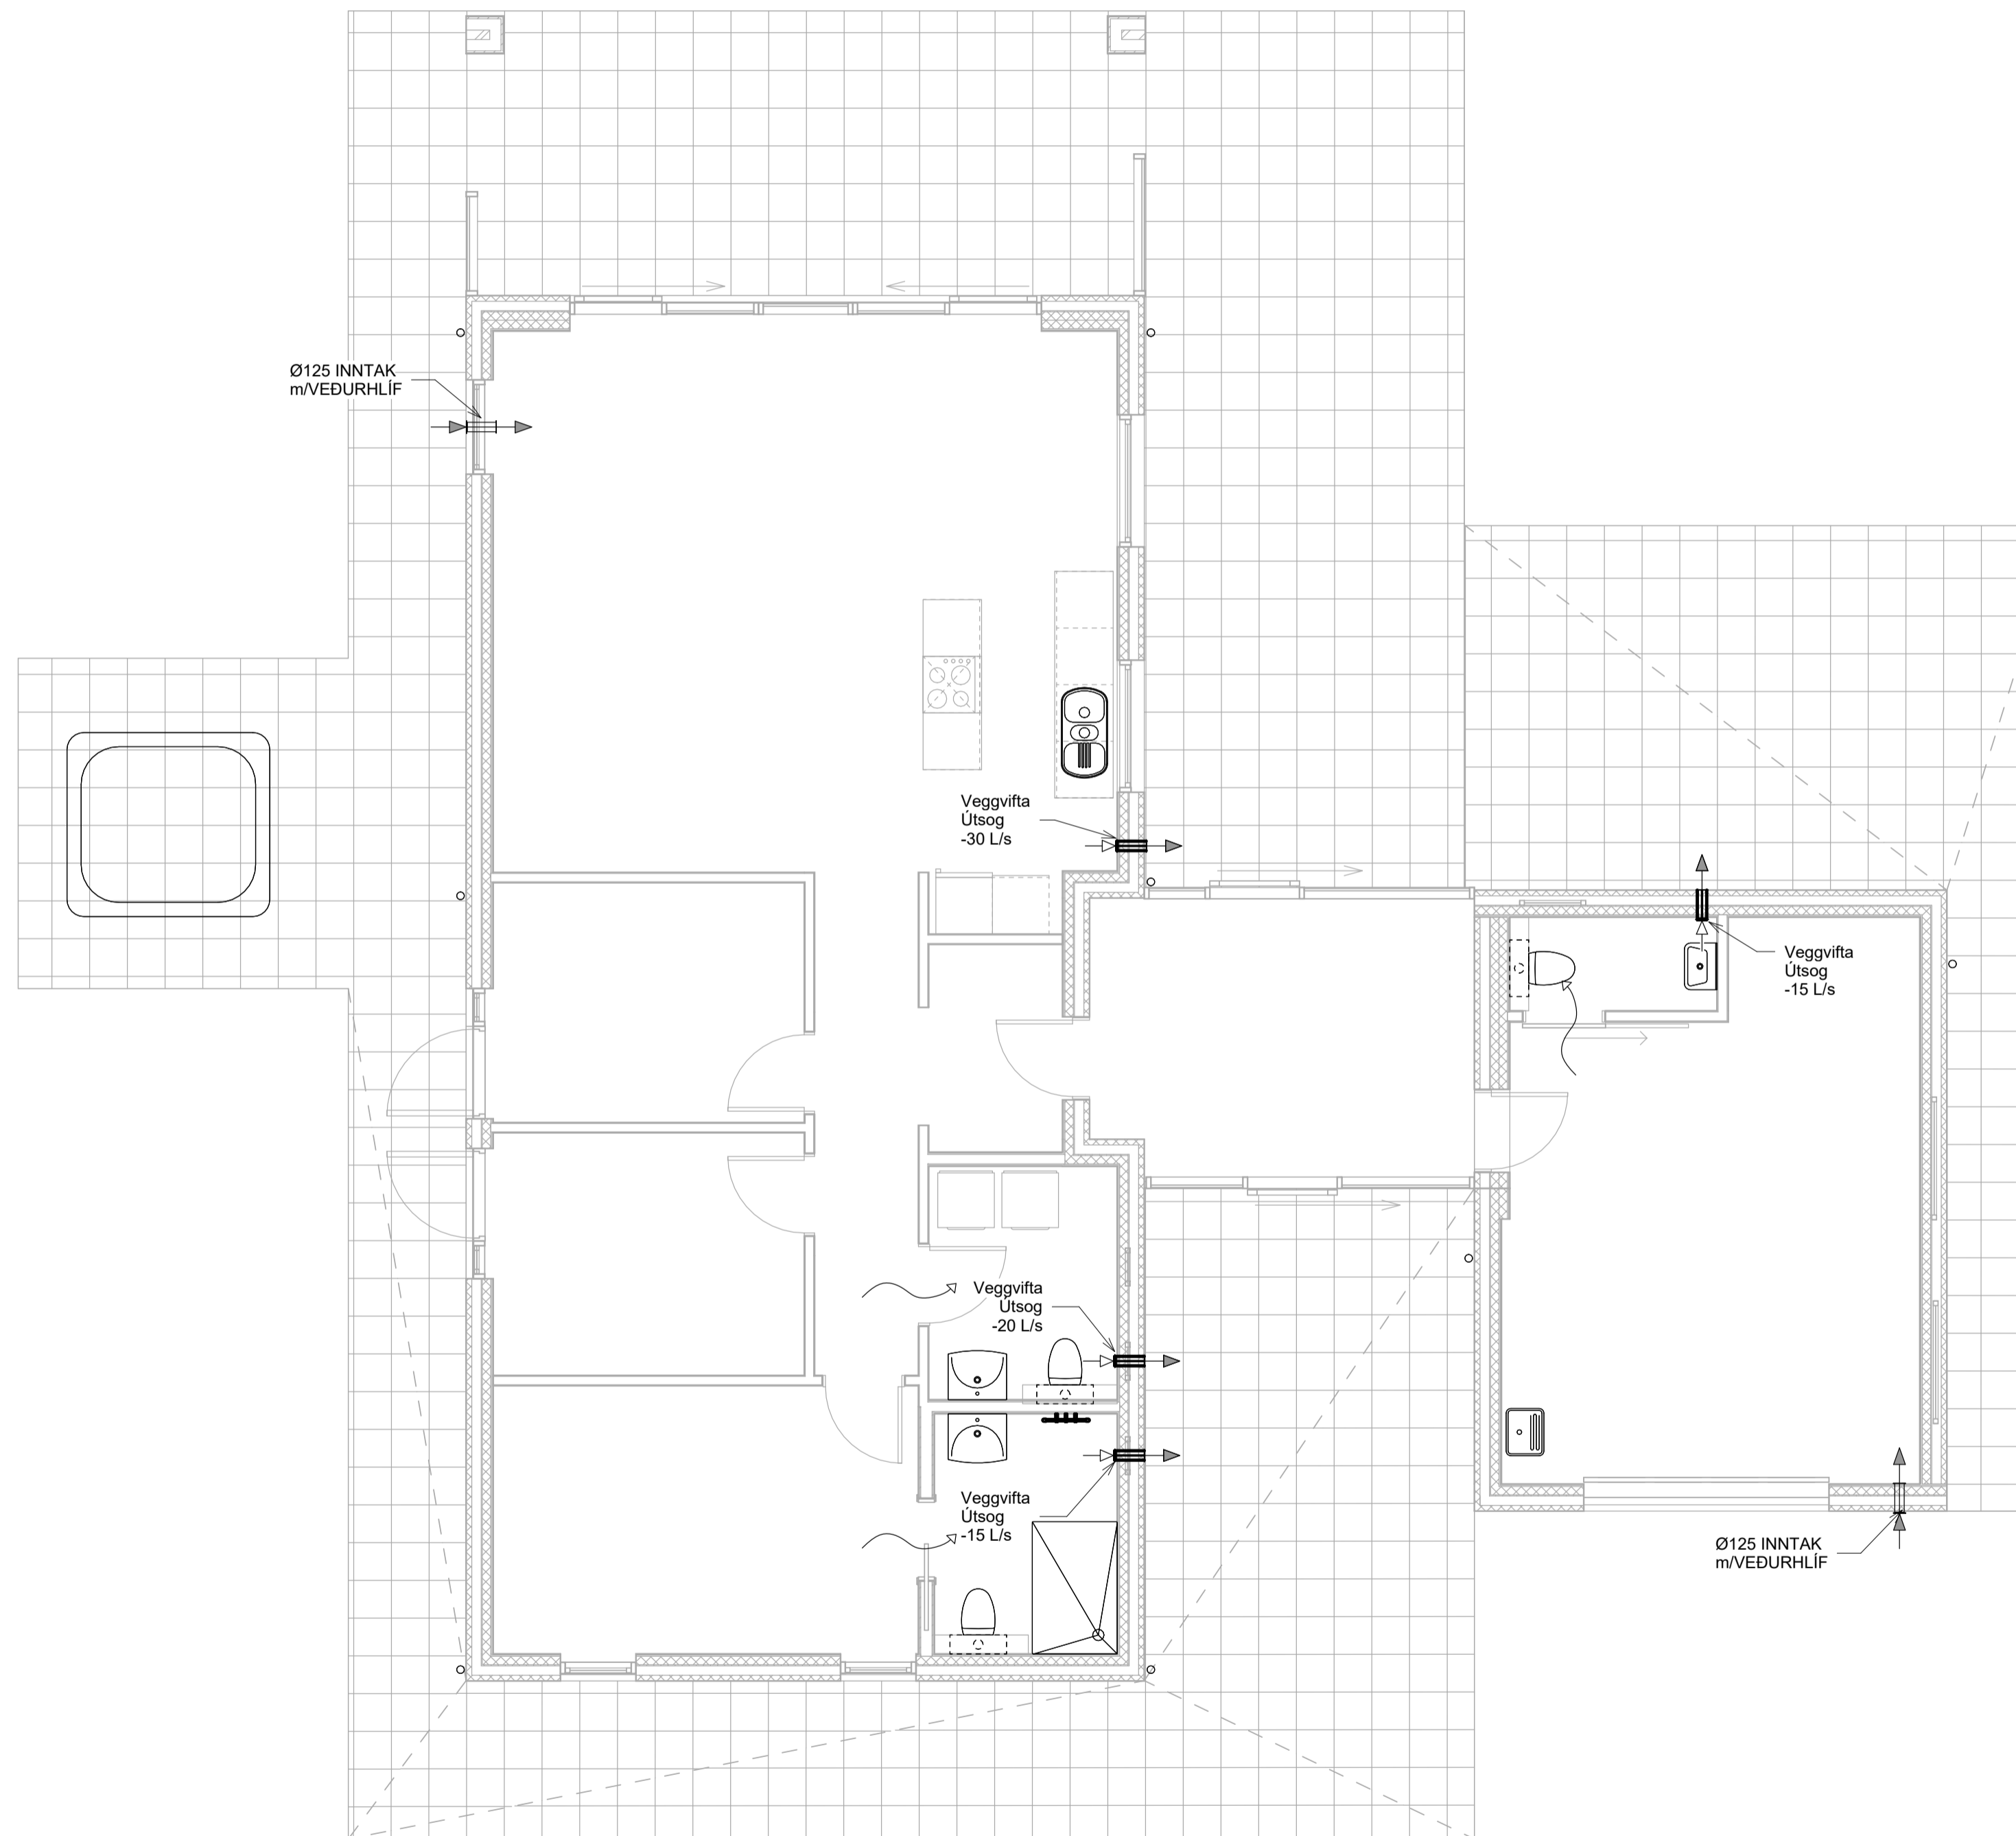 Ø125 INNTAK
m/VEÐURHLÍF
Veggvifta
Útsog
-30 L/s
Veggvifta
Útsog
-15 L/s
Veggvifta
Útsog
-20 L/s
Veggvifta
Útsog
-15 L/s
Ø125 INNTAK
m/VEÐURHLÍF